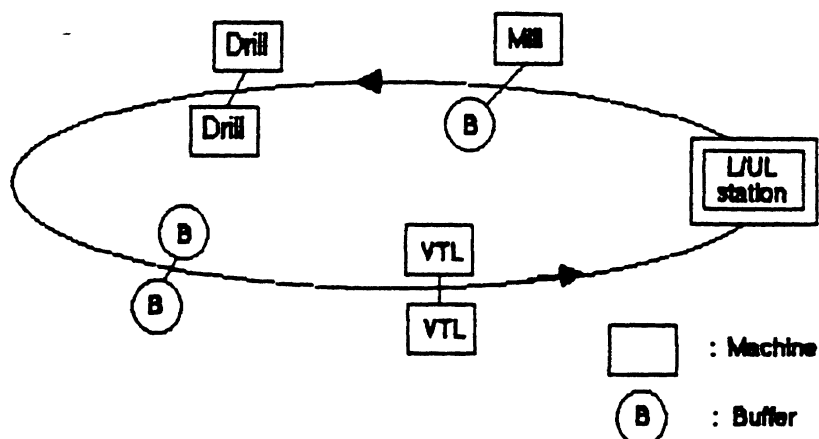 Drill
Mill
Drill
B
L/UL
station
B
VTL
B
VTL
: Machine
B
: Buffer